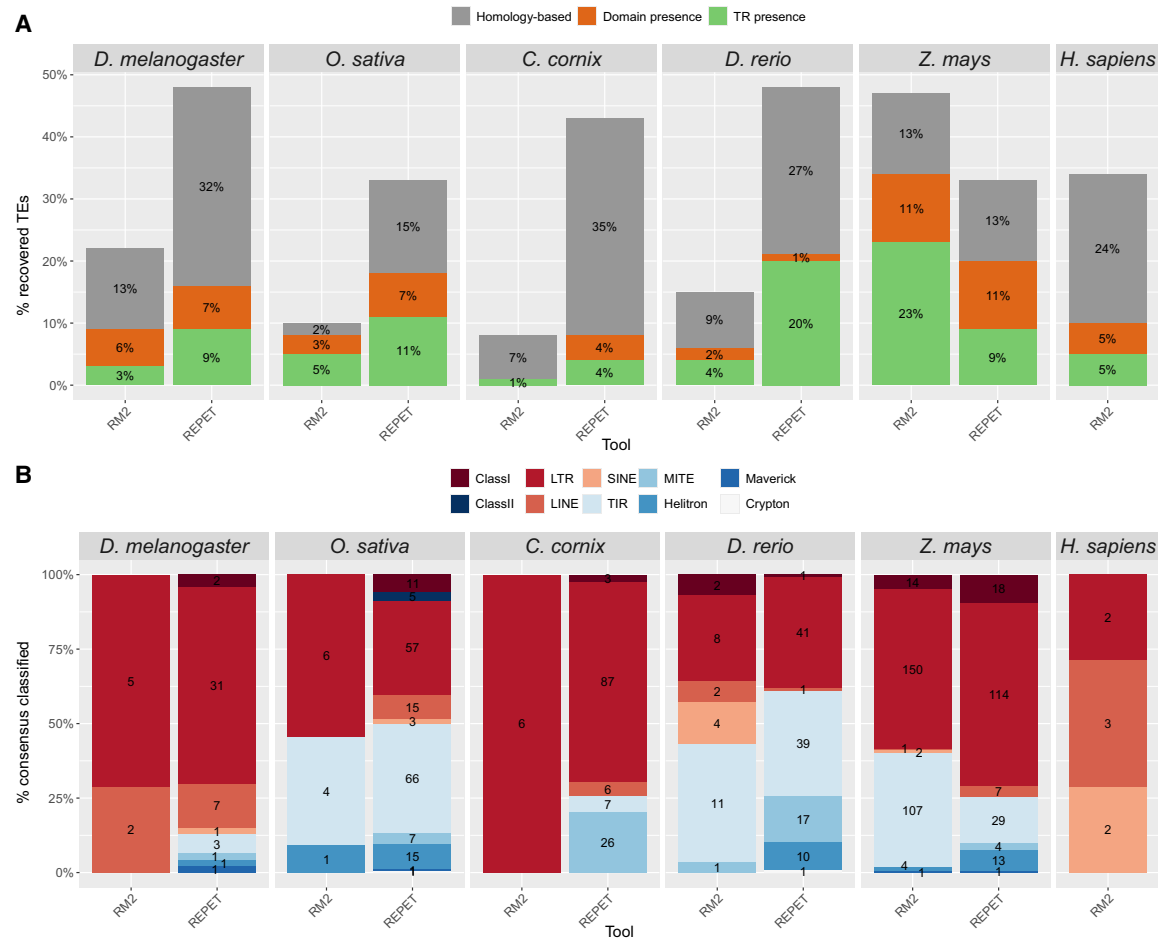 A
Homology-based Domain presence TR presence
D. melanogaster O. sativa C. cornix D. rerio Z. mays H. sapiens
50%
40%
30%
20%
10%
0%
% recovered TEs
13% 6% 3%
32% 7% 9%
2% 3% 5%
15% 7% 11%
7% 1%
35% 4% 4%
9% 2% 4%
27% 1% 20%
13% 11% 23%
13% 11% 9%
24% 5% 5%
RM2 REPET RM2 REPET RM2 REPET RM2 REPET RM2 REPET RM2
Tool
B
ClassI LTR SINE MITE Maverick
ClassII LINE TIR Helitron Crypton
D. melanogaster O. sativa C. cornix D. rerio Z. mays H. sapiens
100%
75%
50%
25%
0%
% consensus classified
5 2
2 31 7 1 3 1 1 1
6 4 1
11 5 57 15 3 66 7 15 1
6
3 87 6 7 26
2 8 2 4 11 1
1 41 1 39 17 10 1
14 150 1 2 107 4 1
18 114 7 29 4 13 1
2 3 2
RM2 REPET RM2 REPET RM2 REPET RM2 REPET RM2 REPET RM2
Tool